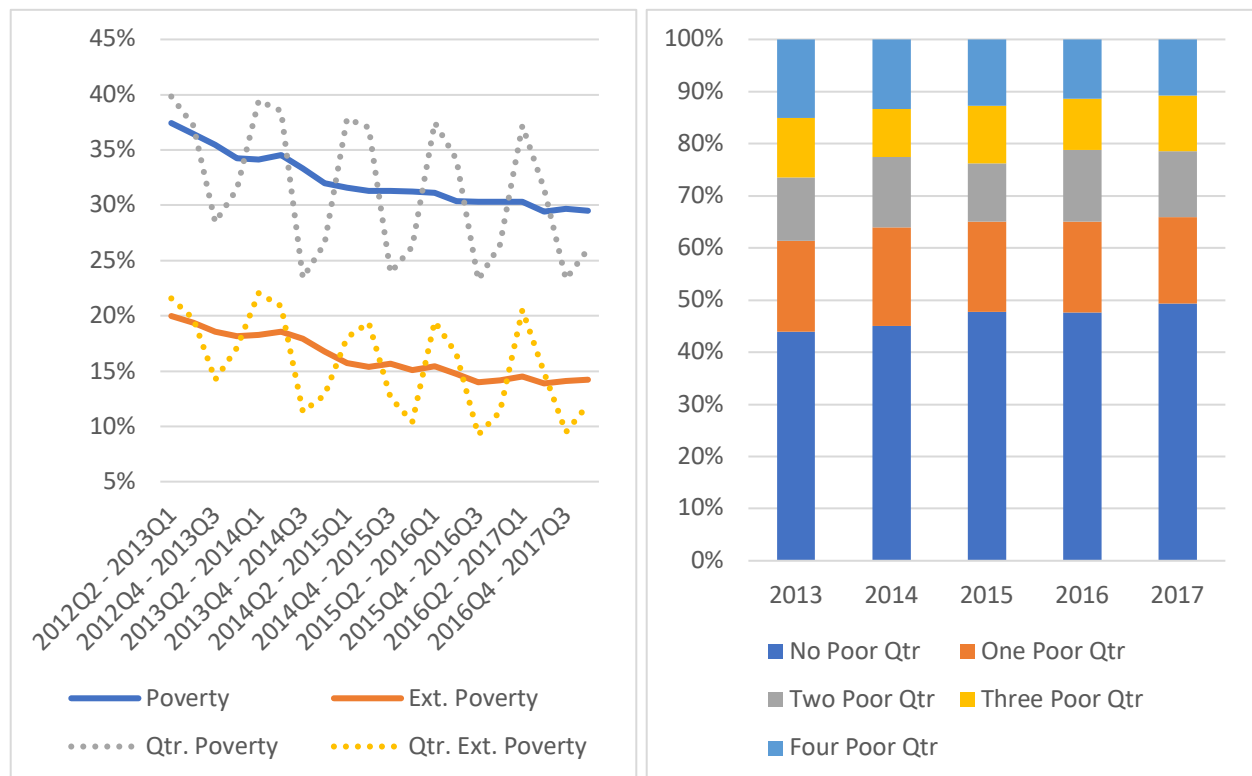 45%
40%
35%
30%
25%
20%
15%
10%
5%
2012Q2 - 2013Q1
2012Q4 - 2013Q3
2013Q2 - 2014Q1
2013Q4 - 2014Q3
2014Q2 - 2015Q1
2014Q4 - 2015Q3
2015Q2 - 2016Q1
2015Q4 - 2016Q3
2016Q2 - 2017Q1
2016Q4 - 2017Q3
Poverty Ext. Poverty
Qtr. Poverty Qtr. Ext. Poverty
100%
90%
80%
70%
60%
50%
40%
30%
20%
10%
0%
2013 2014 2015 2016 2017
No Poor Qtr One Poor Qtr
Two Poor Qtr Three Poor Qtr
Four Poor Qtr